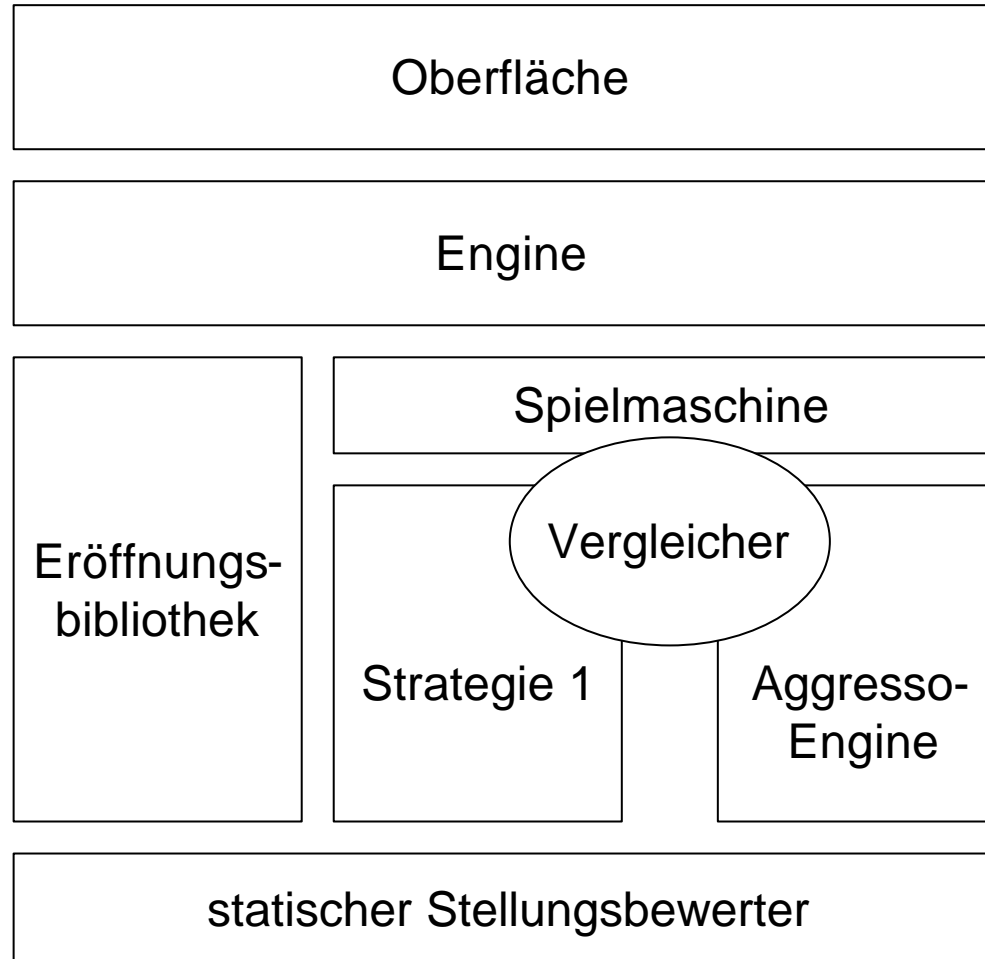 Oberfläche
Engine
Spielmaschine
Eröffnungs-
bibliothek
Vergleicher
Strategie 1
Aggresso-
Engine
statischer Stellungsbewerter